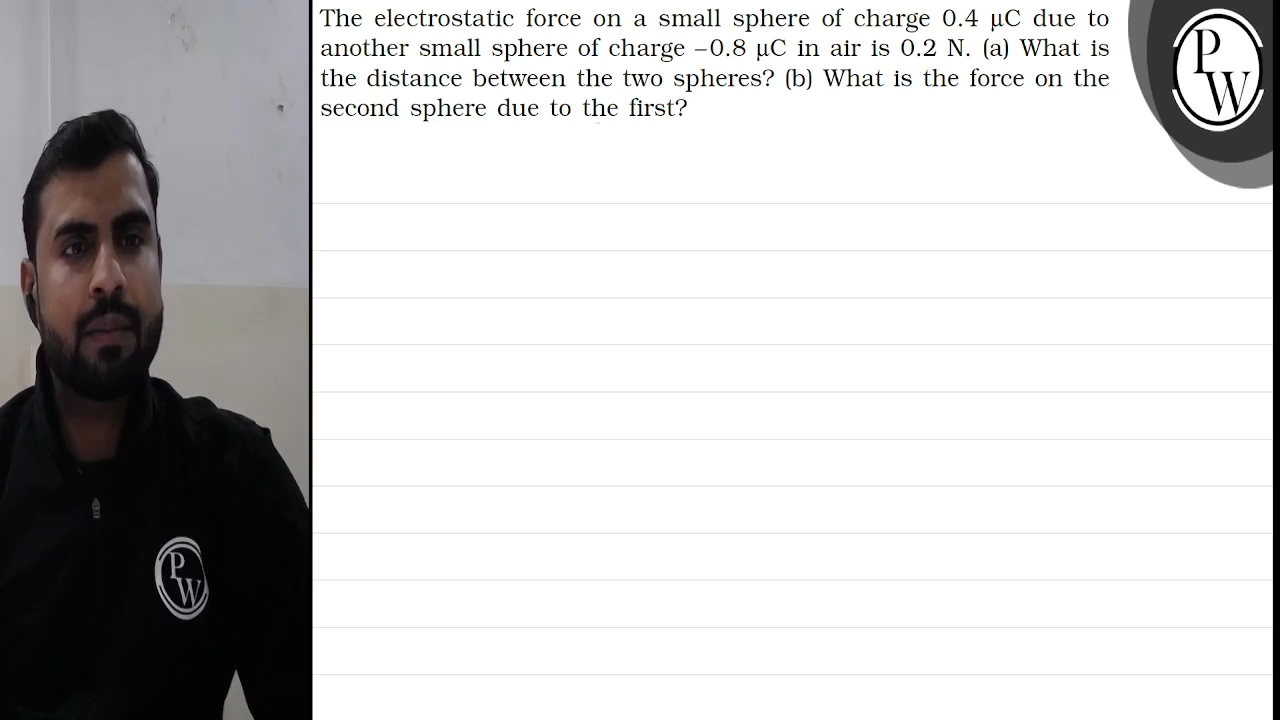 The electrostatic force on a small sphere of charge 0.4 μC due to
another small sphere of charge –0.8 μC in air is 0.2 N. (a) What is
the distance between the two spheres? (b) What is the force on the
second sphere due to the first?
P
W
P
W